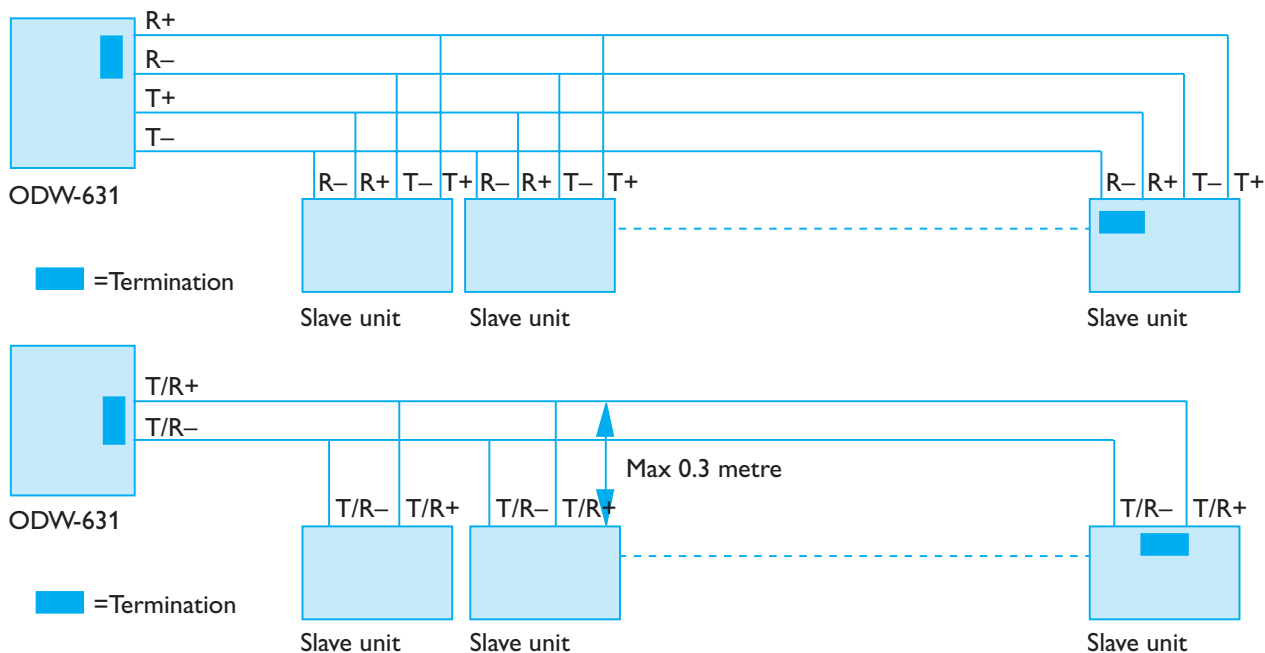 R+
R–
T+
T–
R– R+ T– T+ R– R+ T– T+ R– R+ T– T+
ODW-631
=Termination
Slave unit Slave unit Slave unit
T/R+
T/R–
Max 0.3 metre
T/R– T/R+ T/R– T/R+ T/R– T/R+
ODW-631
=Termination
Slave unit Slave unit Slave unit